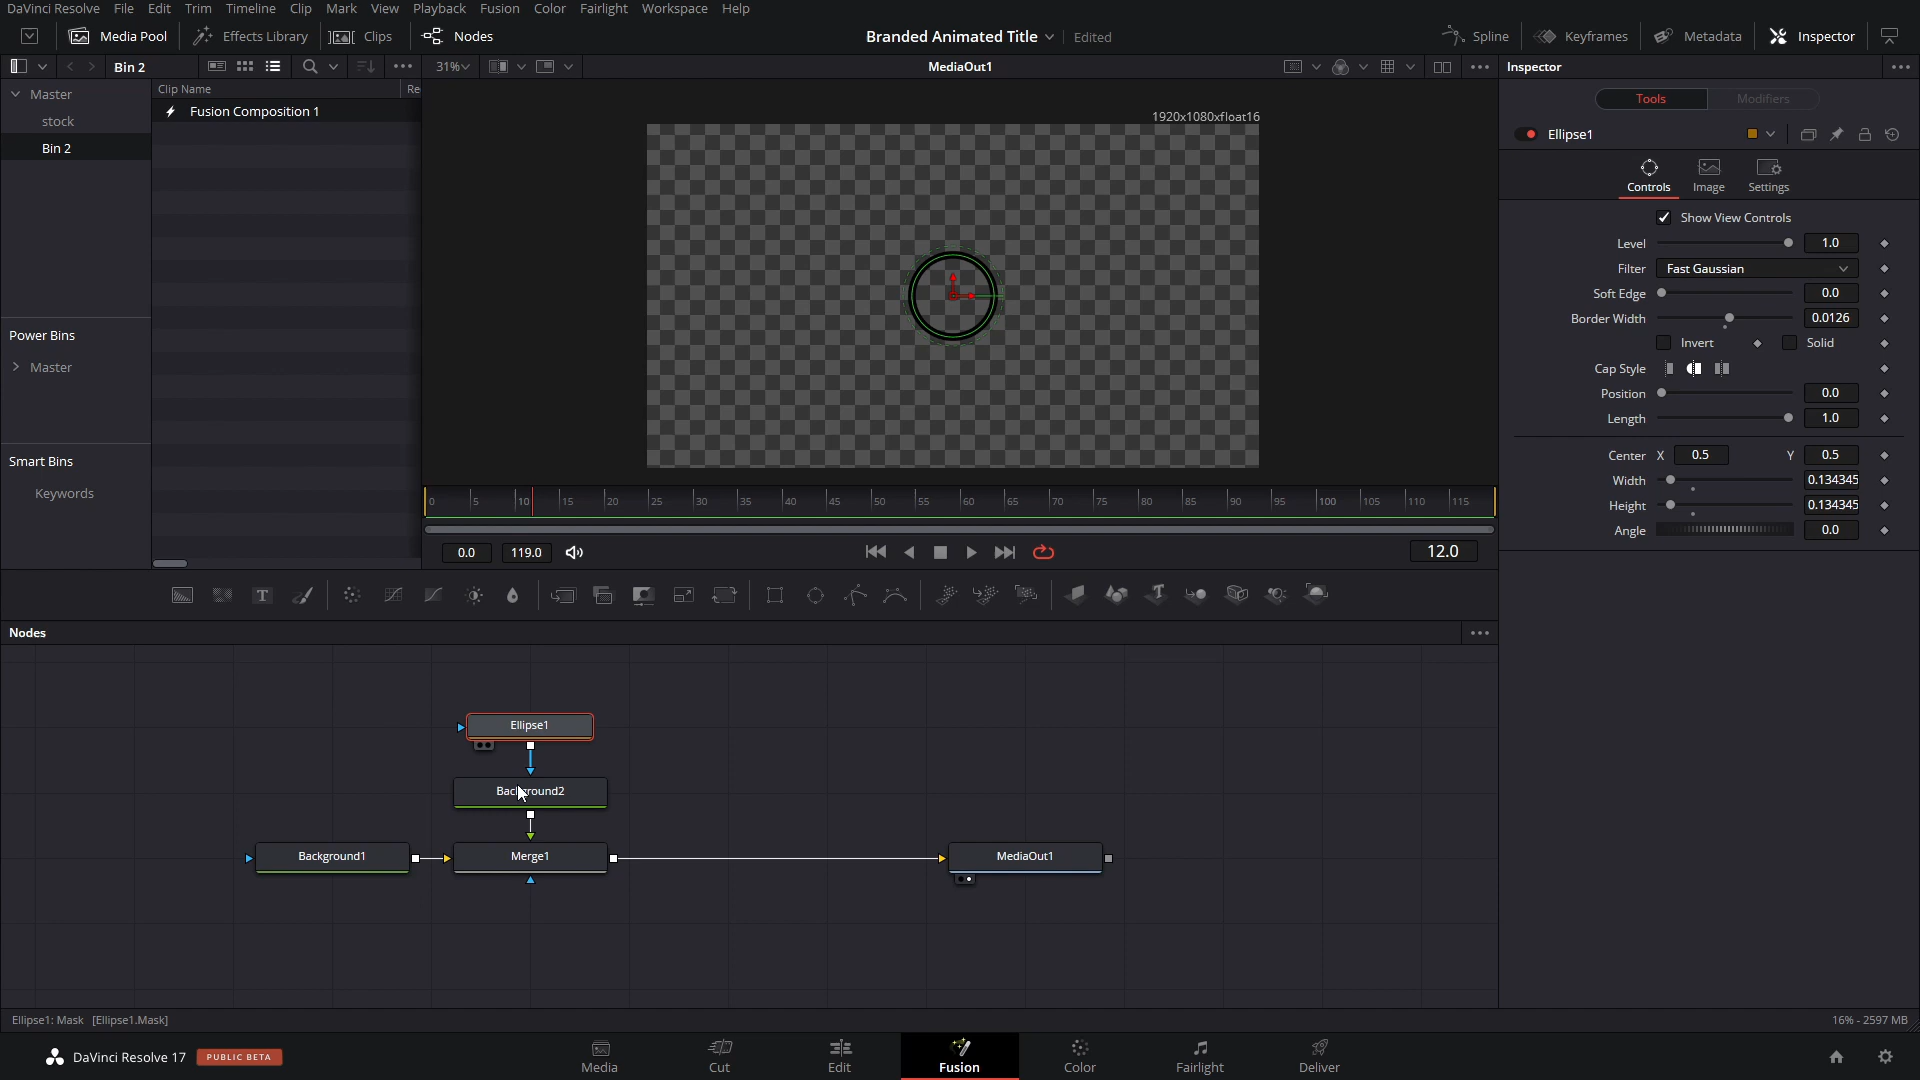 DaVinci Resolve File Edit Trim Timeline Clip Mark View Playback Fusion Color Fairlight Workspace Help
Media Pool Effects Library Clips Nodes Branded Animated Title Edited Spline Keyframes Metadata Inspector
Bin 2 31% MediaOut1 Inspector
Clip Name Re
Master
stock
Bin 2
Fusion Composition 1
Power Bins
Master
Smart Bins
Keywords
1920x1080xfloat16
0 5 10 15 20 25 30 35 40 45 50 55 60 65 70 75 80 85 90 95 100 105 110 115
0.0 119.0 12.0
Tools Modifiers
Ellipse1
Controls Image Settings
Show View Controls
Level 1.0
Filter Fast Gaussian
Soft Edge 0.0
Border Width 0.0126
Invert Solid
Cap Style
Position 0.0
Length 1.0
Center X 0.5 Y 0.5
Width 0.134345
Height 0.134345
Angle 0.0
T T
Nodes
Ellipse1
Background2
Background1 Merge1 MediaOut1
Ellipse1: Mask [Ellipse1.Mask] 16% - 2597 MB
DaVinci Resolve 17 PUBLIC BETA
Media Cut Edit Fusion Color Fairlight Deliver